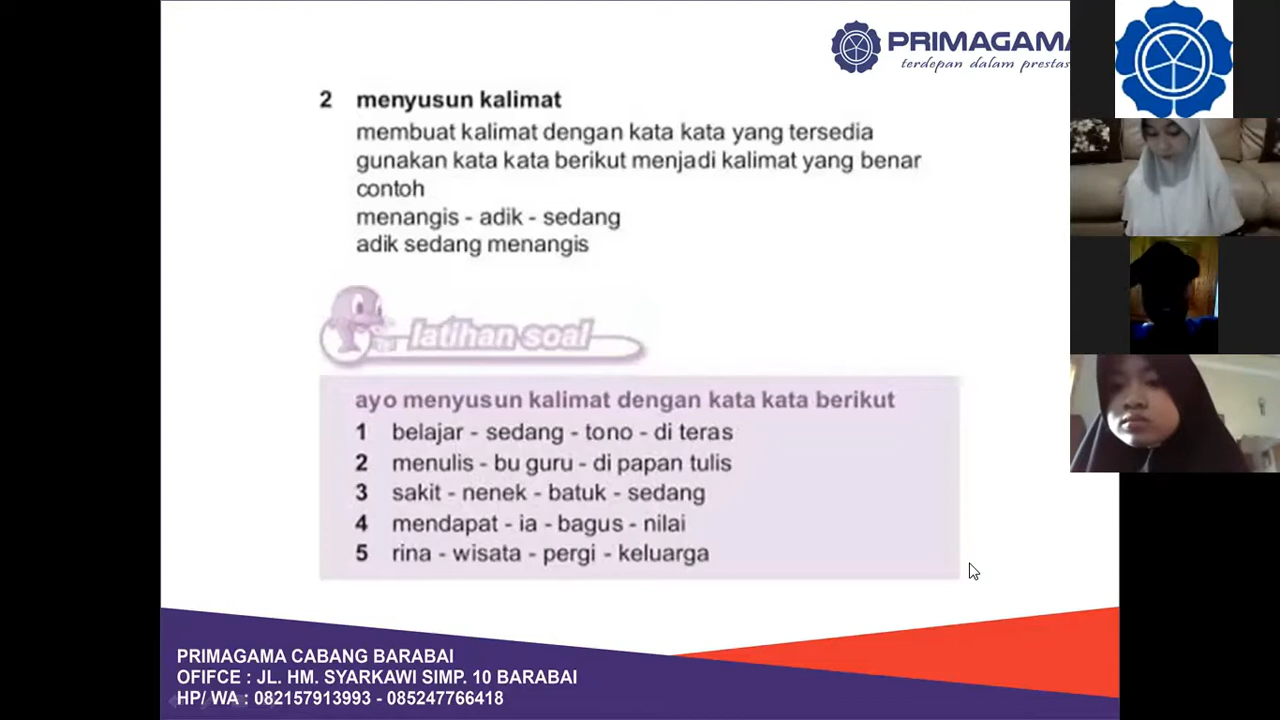 PRIMAGAMA
terdepan dalam prestas
2 menyusun kalimat
membuat kalimat dengan kata kata yang tersedia
gunakan kata kata berikut menjadi kalimat yang benar
contoh
menangis - adik - sedang
adik sedang menangis
latihan soal
ayo menyusun kalimat dengan kata kata berikut
1 belajar - sedang - tono - di teras
2 menulis - bu guru - di papan tulis
3 sakit - nenek - batuk - sedang
4 mendapat - ia - bagus - nilai
5 rina - wisata - pergi - keluarga
PRIMAGAMA CABANG BARABAI
OFIFCE : JL. HM. SYARKAWI SIMP. 10 BARABAI
HP/ WA : 082157913993 - 085247766418